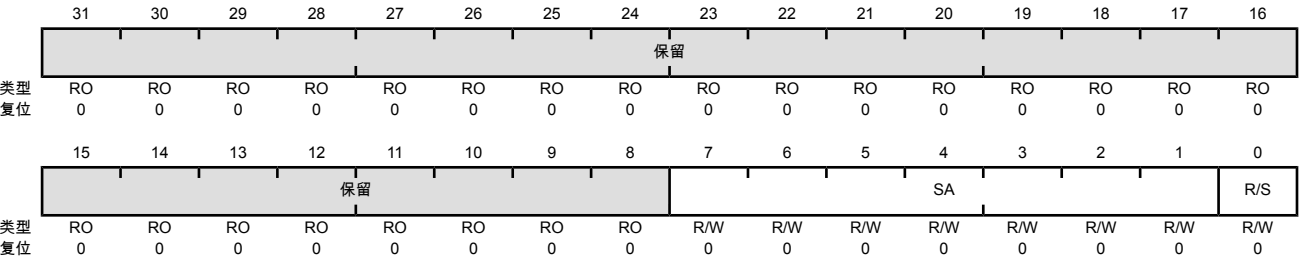 31 30 29 28 27 26 25 24 23 22 21 20 19 18 17 16
保留
类型 RO RO RO RO RO RO RO RO RO RO RO RO RO RO RO RO
复位 0 0 0 0 0 0 0 0 0 0 0 0 0 0 0 0
15 14 13 12 11 10 9 8 7 6 5 4 3 2 1 0
保留 SA R/S
类型 RO RO RO RO RO RO RO RO R/W R/W R/W R/W R/W R/W R/W R/W
复位 0 0 0 0 0 0 0 0 0 0 0 0 0 0 0 0